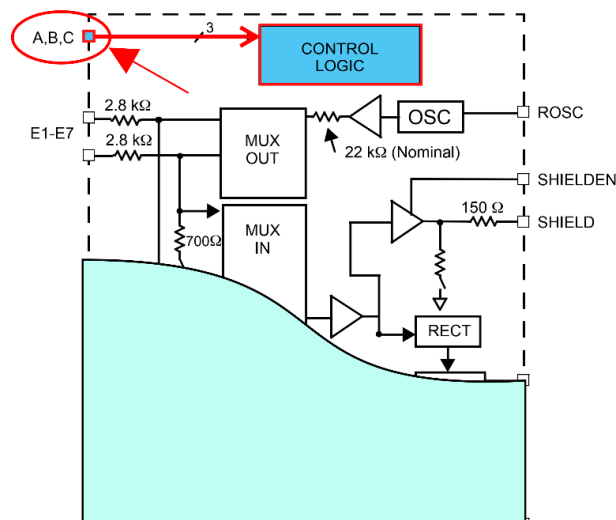 A,B,C
3
CONTROL
LOGIC
2.8 kΩ
E1-E7
2.8 kΩ
MUX
OUT
22 kΩ (Nominal)
OSC
ROSC
SHIELDEN
150 Ω
SHIELD
700Ω
MUX
IN
RECT